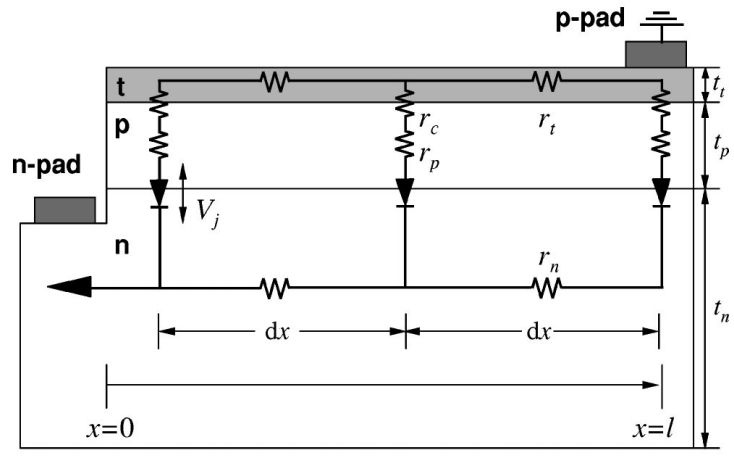 p-pad
t
t_t
p
r_c
r_t
r_p
t_p
n-pad
V_j
n
r_n
t_n
dx
dx
x=0
x=l